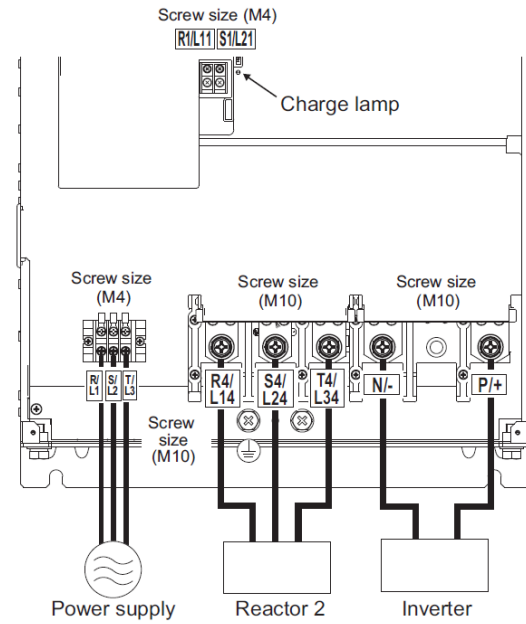 Screw size (M4)
R1/L11 S1/L21
Charge lamp
Screw size
(M4)
Screw size
(M10)
Screw size
(M10)
R/
L1
S/
L2
T/
L3
R4/
L14
S4/
L24
T4/
L34
N/-
P/+
Screw
size
(M10)
Power supply
Reactor 2
Inverter